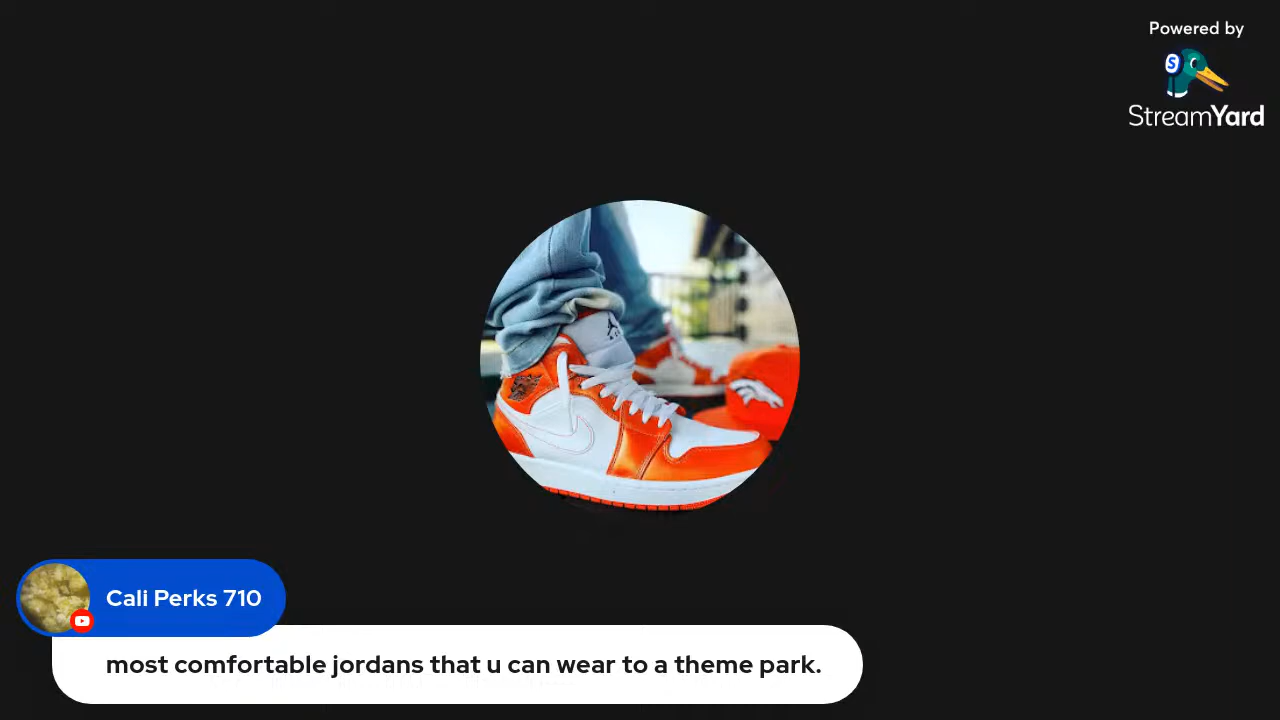 Powered by
S
StreamYard
Cali Perks 710
most comfortable jordans that u can wear to a theme park.